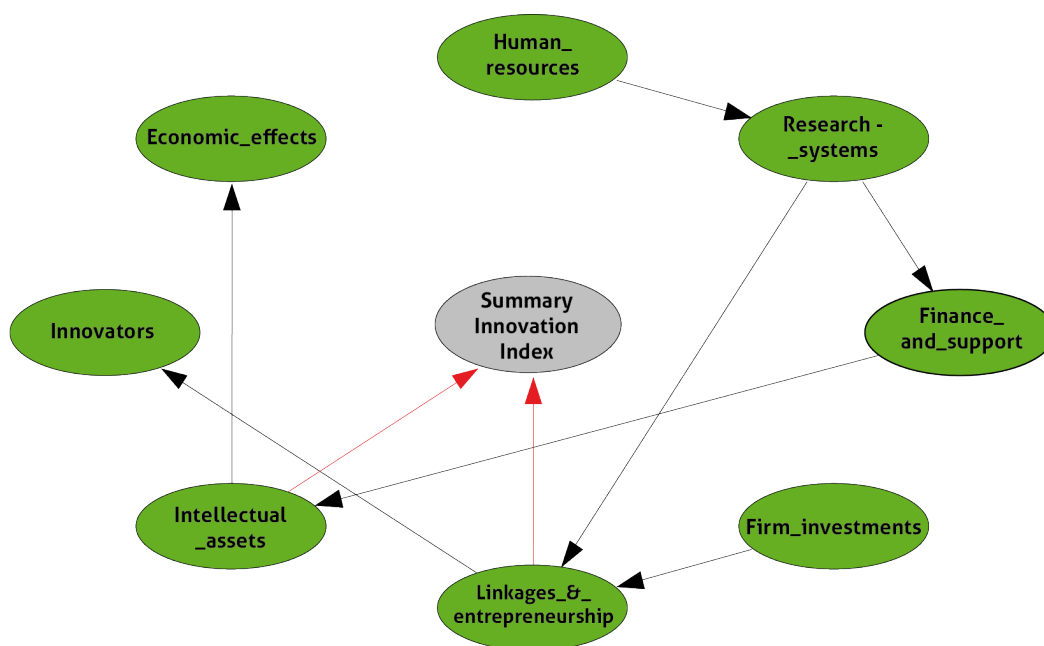 Human_
resources
Economic_effects
Research -
_systems
Innovators
Summary
Innovation
Index
Finance_
and_support
Intellectual
_assets
Firm_investments
Linkages_&_
entrepreneurship